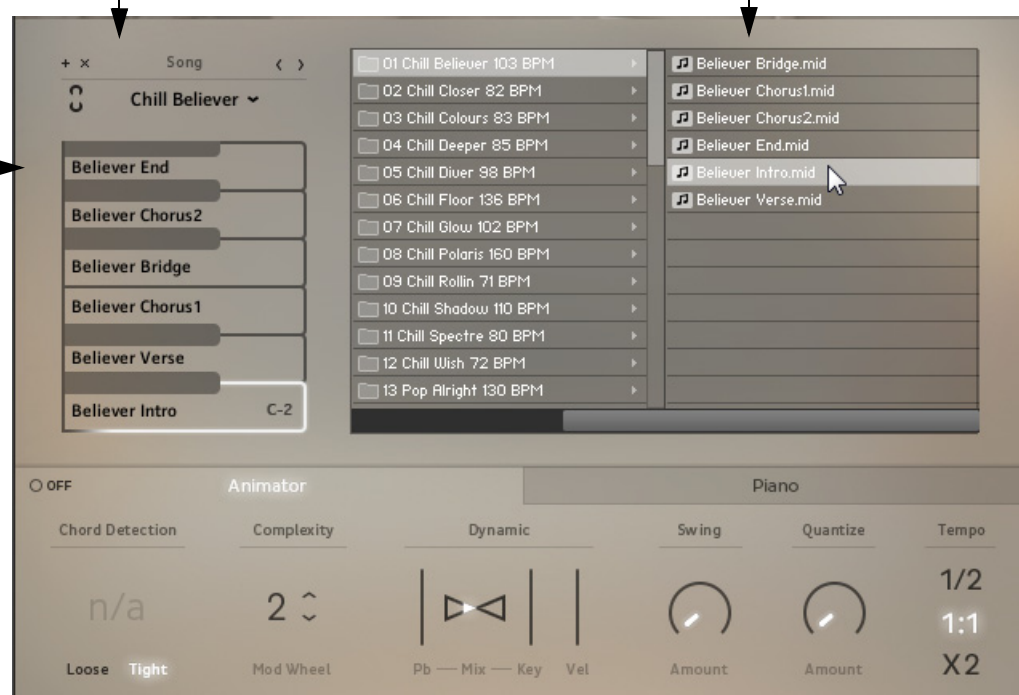 + × Song < >
Chill Believer
Believer End
Believer Chorus2
Believer Bridge
Believer Chorus1
Believer Verse
Believer Intro C-2
01 Chill Believer 103 BPM
02 Chill Closer 82 BPM
03 Chill Colours 83 BPM
04 Chill Deeper 85 BPM
05 Chill Diver 98 BPM
06 Chill Floor 136 BPM
07 Chill Glow 102 BPM
08 Chill Polaris 160 BPM
09 Chill Rollin 71 BPM
10 Chill Shadow 110 BPM
11 Chill Spectre 80 BPM
12 Chill Wish 72 BPM
13 Pop Alright 130 BPM
Believer Bridge.mid
Believer Chorus1.mid
Believer Chorus2.mid
Believer End.mid
Believer Intro.mid
Believer Verse.mid
OFF Animator Piano
Chord Detection Complexity Dynamic Swing Quantize Tempo
n/a 2 1/2
1:1
X2
Loose Tight Mod Wheel Pb — Mix — Key Vel Amount Amount